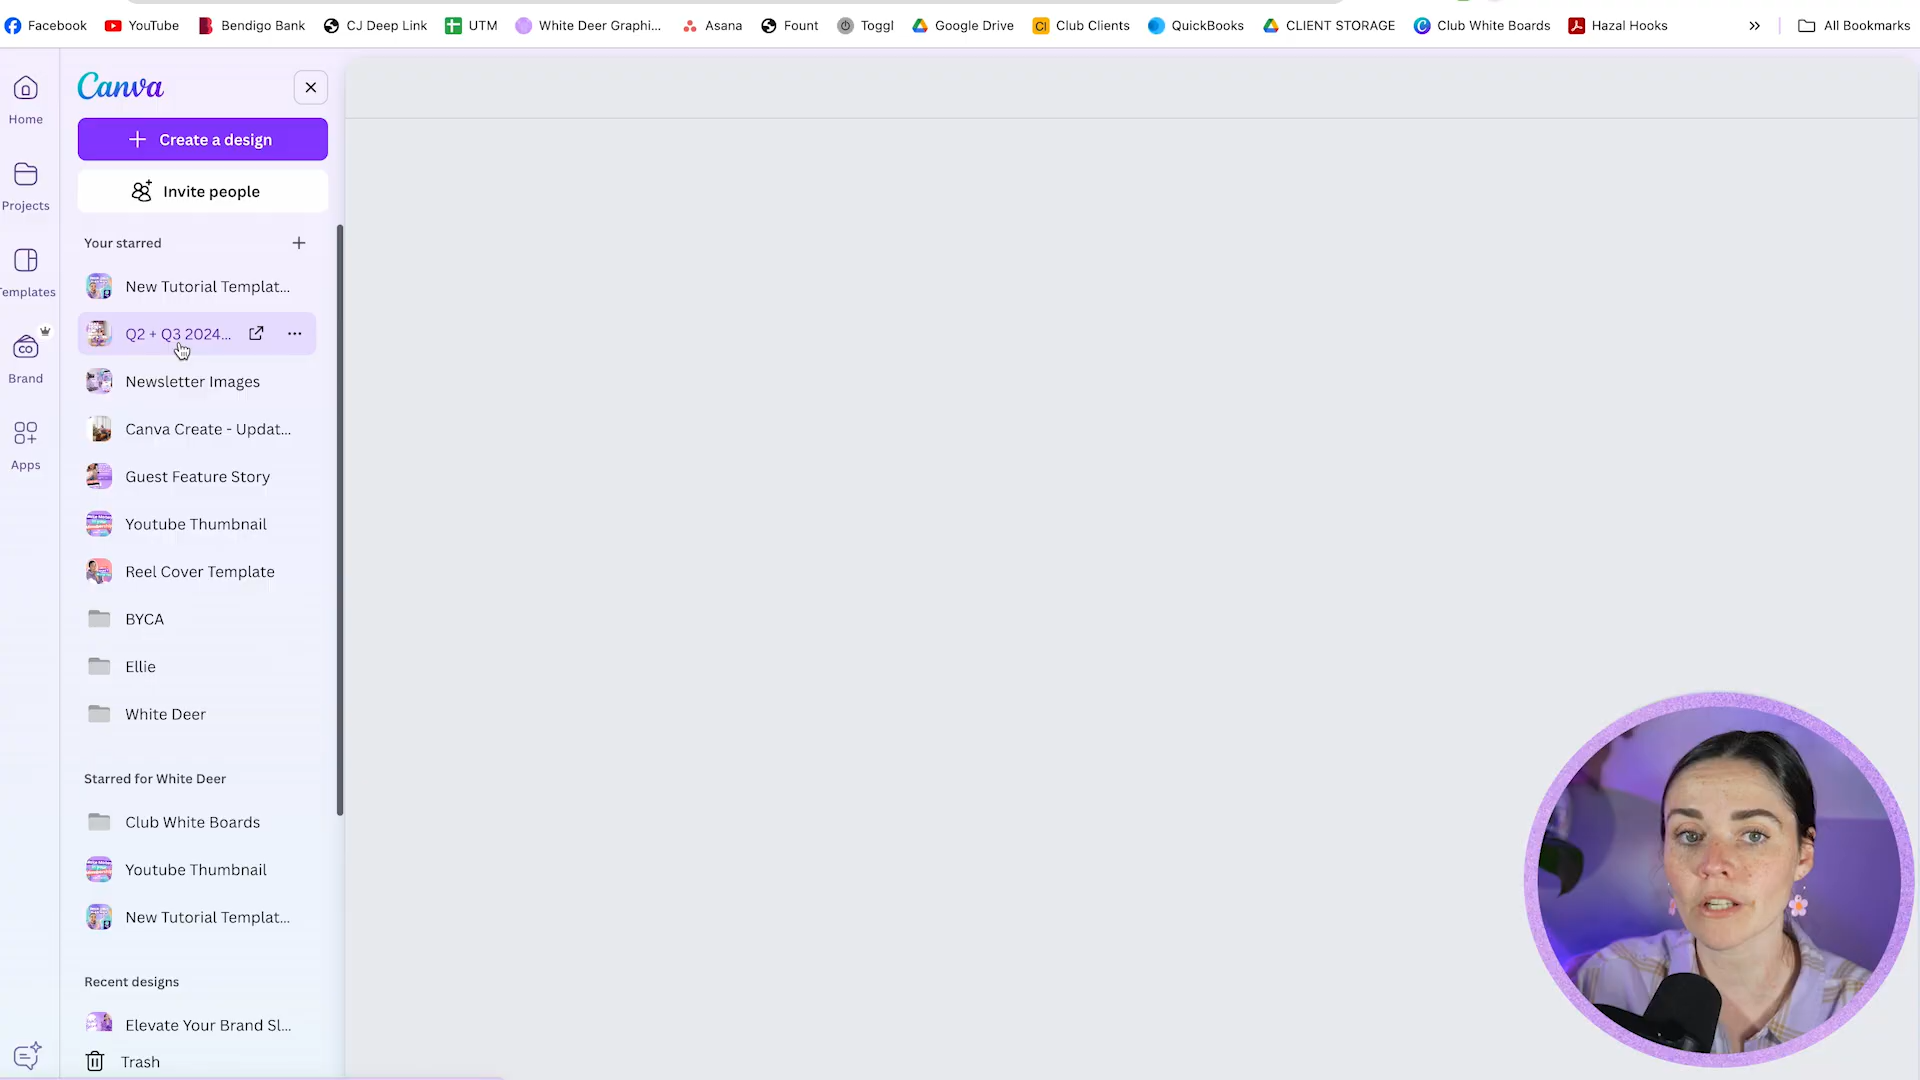 Facebook
YouTube
Bendigo Bank
CJ Deep Link
UTM
White Deer Graphi...
Asana
Fount
Toggl
Google Drive
Club Clients
QuickBooks
CLIENT STORAGE
Club White Boards
Hazal Hooks
All Bookmarks
Home
Projects
Templates
Brand
Apps
Canva
Create a design
Invite people
Your starred
New Tutorial Templat...
Q2 + Q3 2024...
Newsletter Images
Canva Create - Updat...
Guest Feature Story
Youtube Thumbnail
Reel Cover Template
BYCA
Ellie
White Deer
Starred for White Deer
Club White Boards
Youtube Thumbnail
New Tutorial Templat...
Recent designs
Elevate Your Brand Sl...
Trash